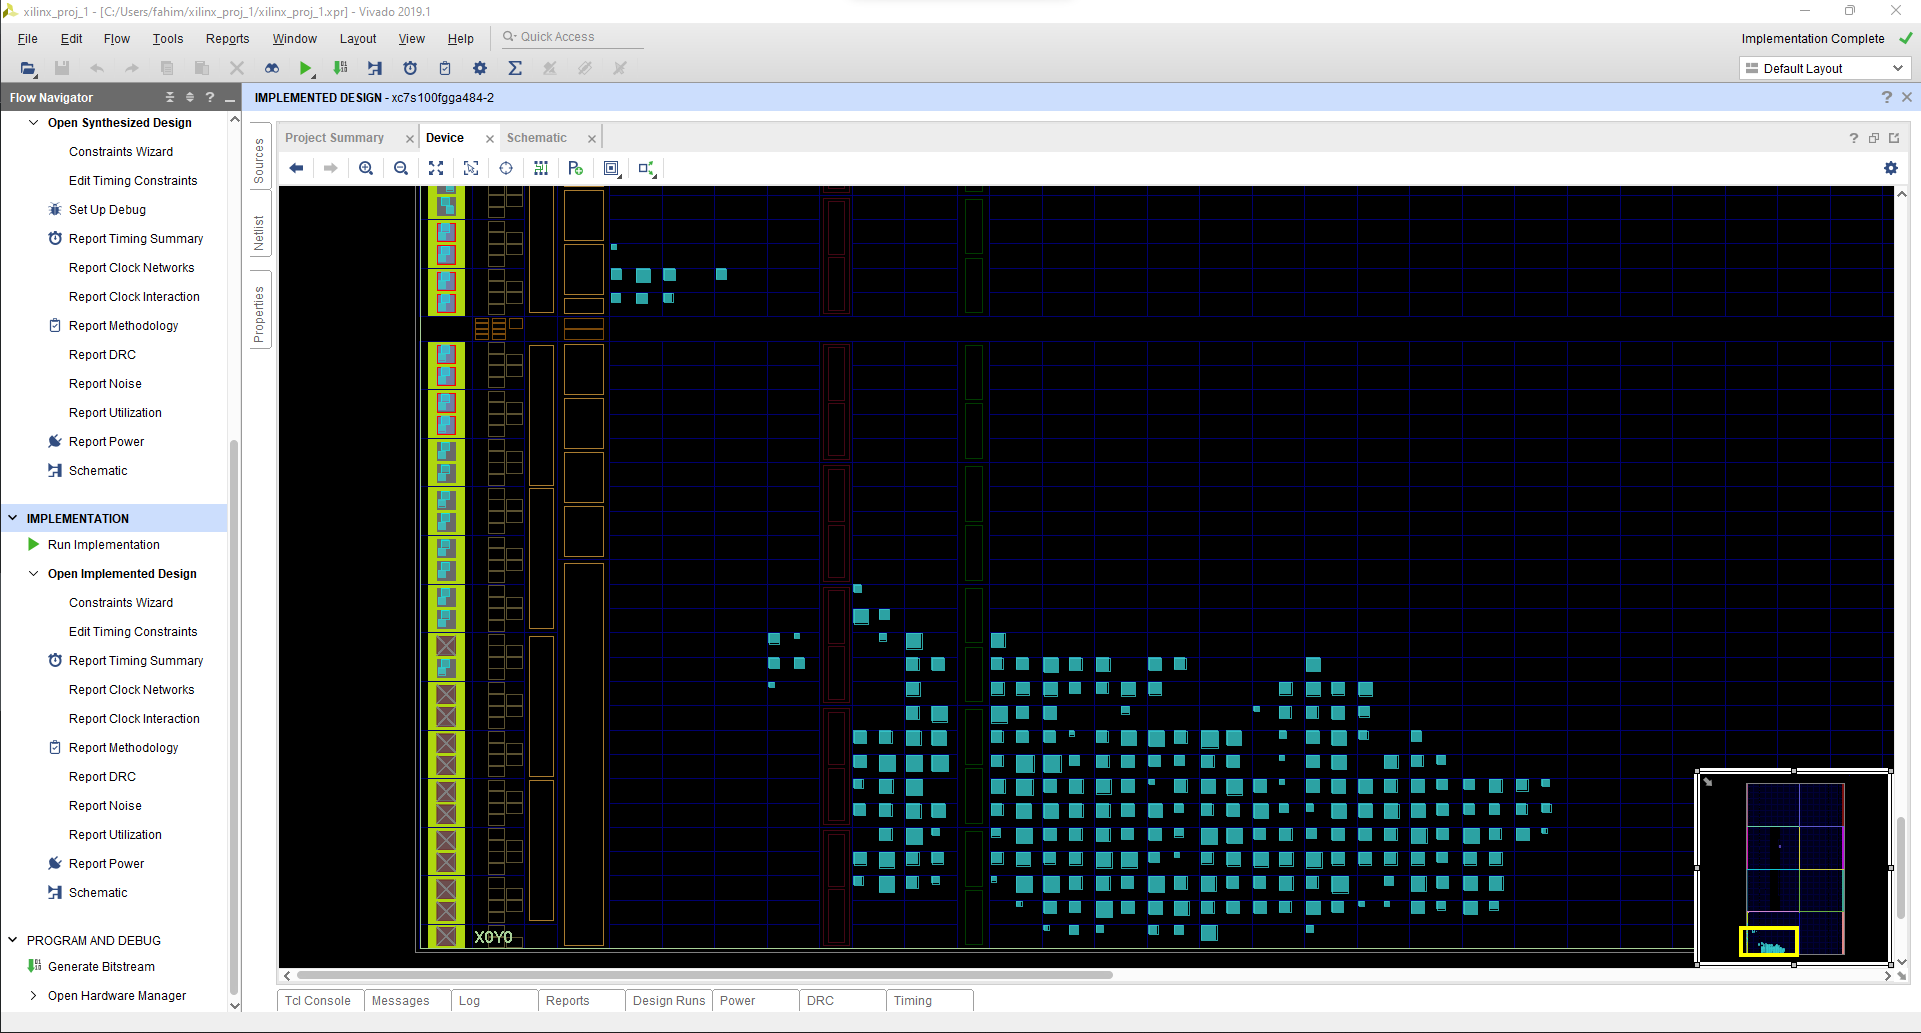 xilinx_proj_1 - [C:/Users/fahim/xilinx_proj_1/xilinx_proj_1.xpr] - Vivado 2019.1
File Edit Flow Tools Reports Window Layout View Help Quick Access
Implementation Complete
Default Layout
Flow Navigator
IMPLEMENTED DESIGN - xc7s100fgga484-2
Open Synthesized Design
Constraints Wizard
Edit Timing Constraints
Set Up Debug
Report Timing Summary
Report Clock Networks
Report Clock Interaction
Report Methodology
Report DRC
Report Noise
Report Utilization
Report Power
Schematic
IMPLEMENTATION
Run Implementation
Open Implemented Design
Constraints Wizard
Edit Timing Constraints
Report Timing Summary
Report Clock Networks
Report Clock Interaction
Report Methodology
Report DRC
Report Noise
Report Utilization
Report Power
Schematic
PROGRAM AND DEBUG
Generate Bitstream
Open Hardware Manager
Sources
Netlist
Properties
Project Summary Device Schematic
X0Y0
Tcl Console Messages Log Reports Design Runs Power DRC Timing